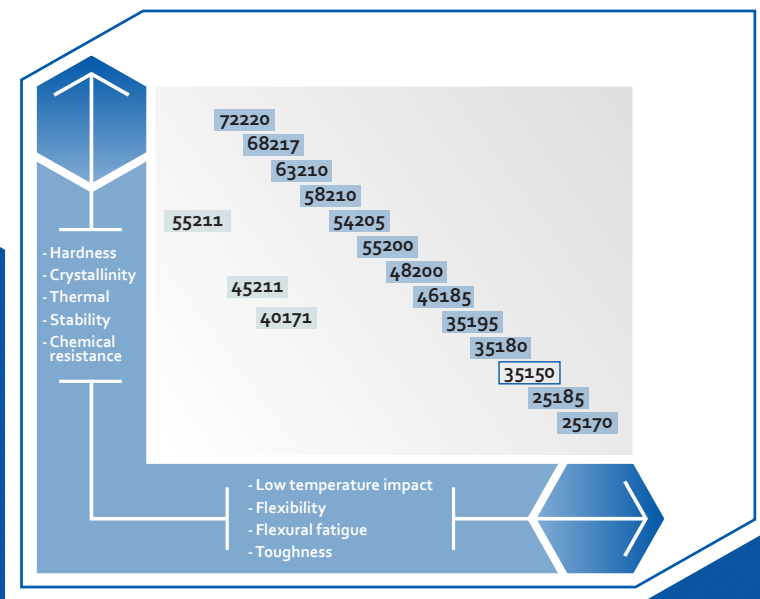 72220
68217
63210
58210
55211
54205
55200
48200
45211
46185
40171
35195
35180
35150
25185
25170
- Hardness
- Crystallinity
- Thermal
- Stability
- Chemical
resistance
- Low temperature impact
- Flexibility
- Flexural fatigue
- Toughness